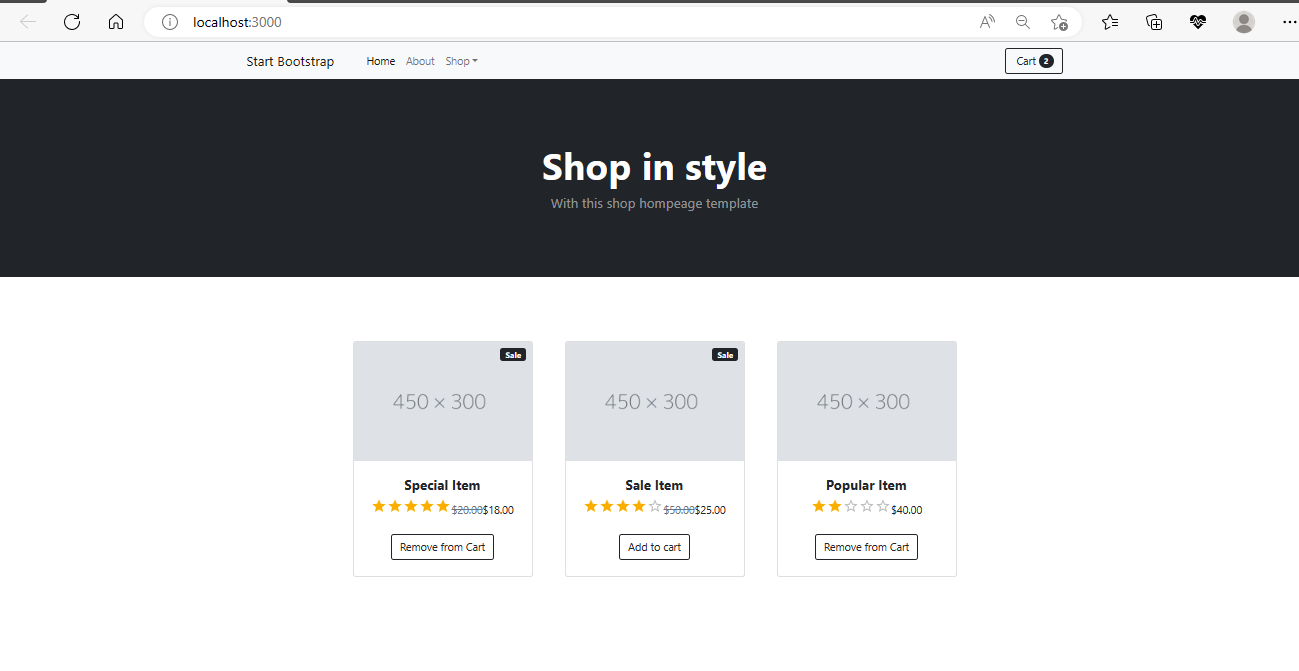 localhost:3000
Start Bootstrap Home About Shop Cart 2
Shop in style
With this shop hompeage template
Sale Sale
450 × 300 450 × 300 450 × 300
Special Item Sale Item Popular Item
$20.00$18.00 $50.00$25.00 $40.00
Remove from Cart Add to cart Remove from Cart